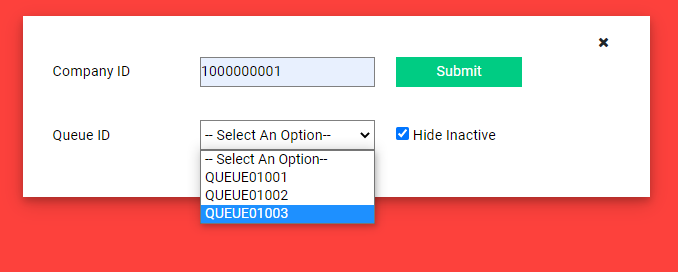 ✖
Company ID 1000000001 Submit
Queue ID -- Select An Option-- Hide Inactive
-- Select An Option--
QUEUE01001
QUEUE01002
QUEUE01003